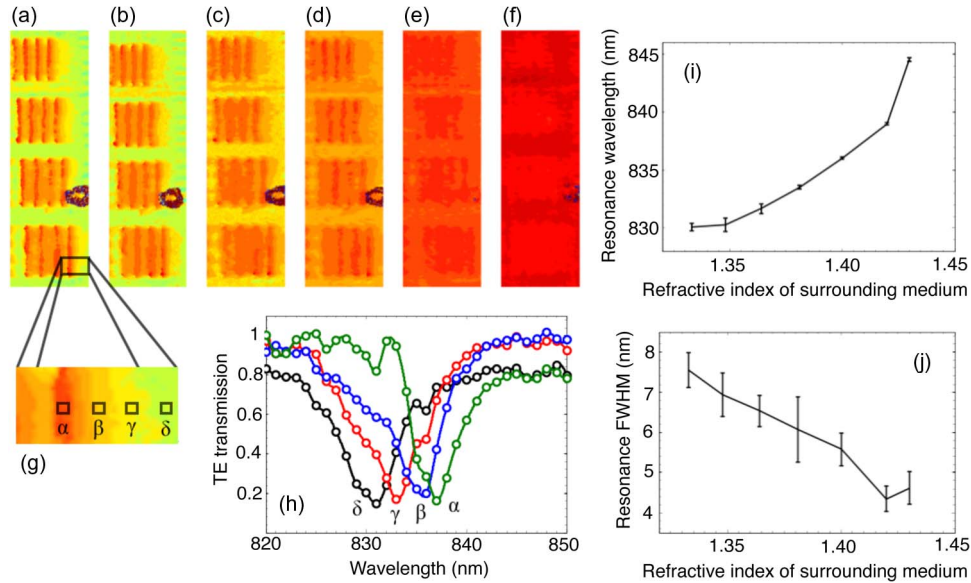 (a) (b) (c) (d) (e) (f)
α β γ δ
(g)
1
0.8
0.6
0.4
0.2
TE transmission
(h)
δ γ β α
820 830 840 850
Wavelength (nm)
845
840
835
830
Resonance wavelength (nm)
(i)
1.35 1.40 1.45
Refractive index of surrounding medium
8
7
6
5
4
Resonance FWHM (nm)
(j)
1.35 1.40 1.45
Refractive index of surrounding medium